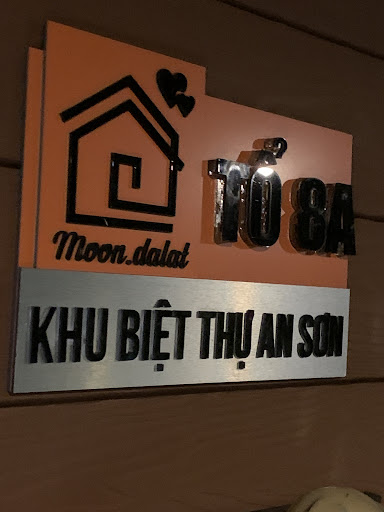 TỔ 8A
Moon.dalat
KHU BIỆT THỰ AN SƠN